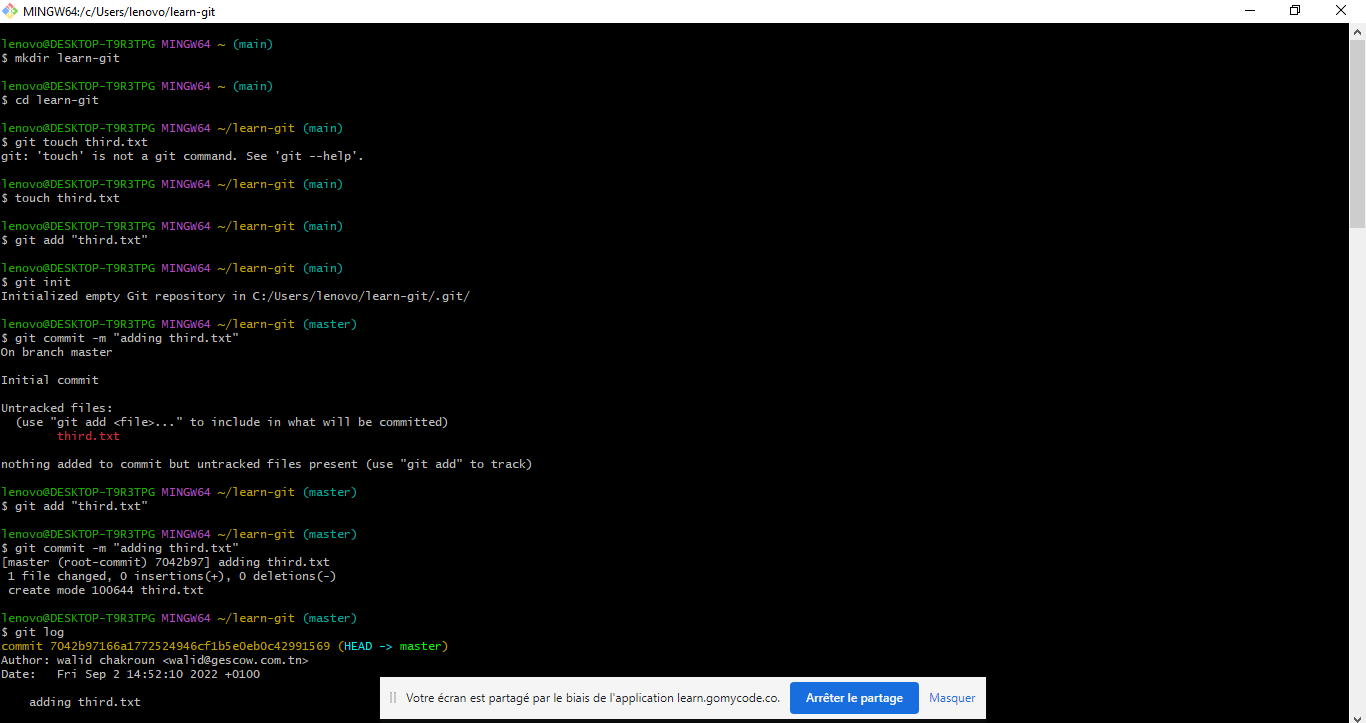 MINGW64:/c/Users/lenovo/learn-git
lenovo@DESKTOP-T9R3TPG MINGW64 ~ (main)
$ mkdir learn-git
lenovo@DESKTOP-T9R3TPG MINGW64 ~ (main)
$ cd learn-git
lenovo@DESKTOP-T9R3TPG MINGW64 ~/learn-git (main)
$ git touch third.txt
git: 'touch' is not a git command. See 'git --help'.
lenovo@DESKTOP-T9R3TPG MINGW64 ~/learn-git (main)
$ touch third.txt
lenovo@DESKTOP-T9R3TPG MINGW64 ~/learn-git (main)
$ git add "third.txt"
lenovo@DESKTOP-T9R3TPG MINGW64 ~/learn-git (main)
$ git init
Initialized empty Git repository in C:/Users/lenovo/learn-git/.git/
lenovo@DESKTOP-T9R3TPG MINGW64 ~/learn-git (master)
$ git commit -m "adding third.txt"
On branch master
Initial commit
Untracked files:
(use "git add <file>..." to include in what will be committed)
third.txt
nothing added to commit but untracked files present (use "git add" to track)
lenovo@DESKTOP-T9R3TPG MINGW64 ~/learn-git (master)
$ git add "third.txt"
lenovo@DESKTOP-T9R3TPG MINGW64 ~/learn-git (master)
$ git commit -m "adding third.txt"
[master (root-commit) 7042b97] adding third.txt
1 file changed, 0 insertions(+), 0 deletions(-)
create mode 100644 third.txt
lenovo@DESKTOP-T9R3TPG MINGW64 ~/learn-git (master)
$ git log
commit 7042b97166a1772524946cf1b5e0eb0c42991569 (HEAD -> master)
Author: walid chakroun <walid@gescow.com.tn>
Date: Fri Sep 2 14:52:10 2022 +0100
adding third.txt
Votre écran est partagé par le biais de l'application learn.gomycode.co.
Arrêter le partage
Masquer